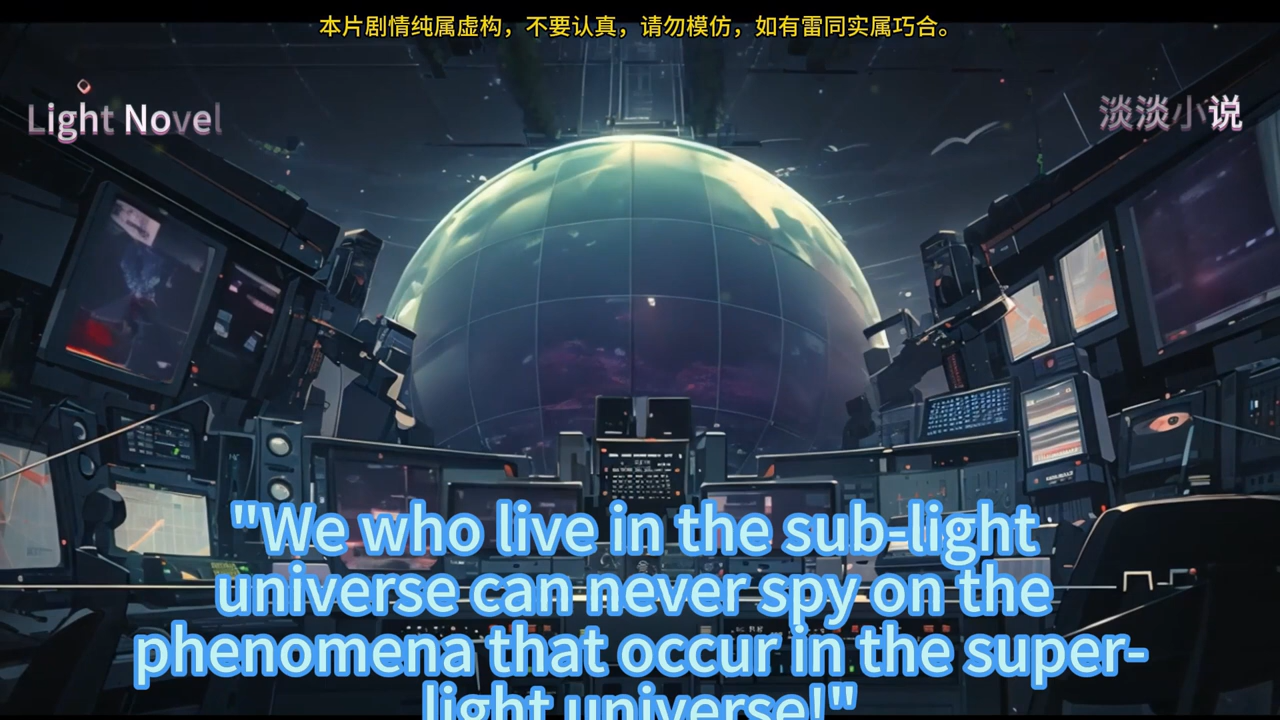 本片剧情纯属虚构，不要认真，请勿模仿，如有雷同实属巧合。
Light Novel
淡淡小说
"We who live in the sub-light
universe can never spy on the
phenomena that occur in the super-
light universe!"